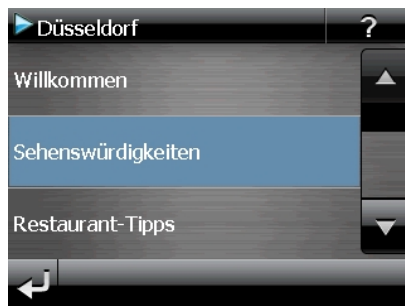 Düsseldorf ?
Willkommen
Sehenswürdigkeiten
Restaurant-Tipps